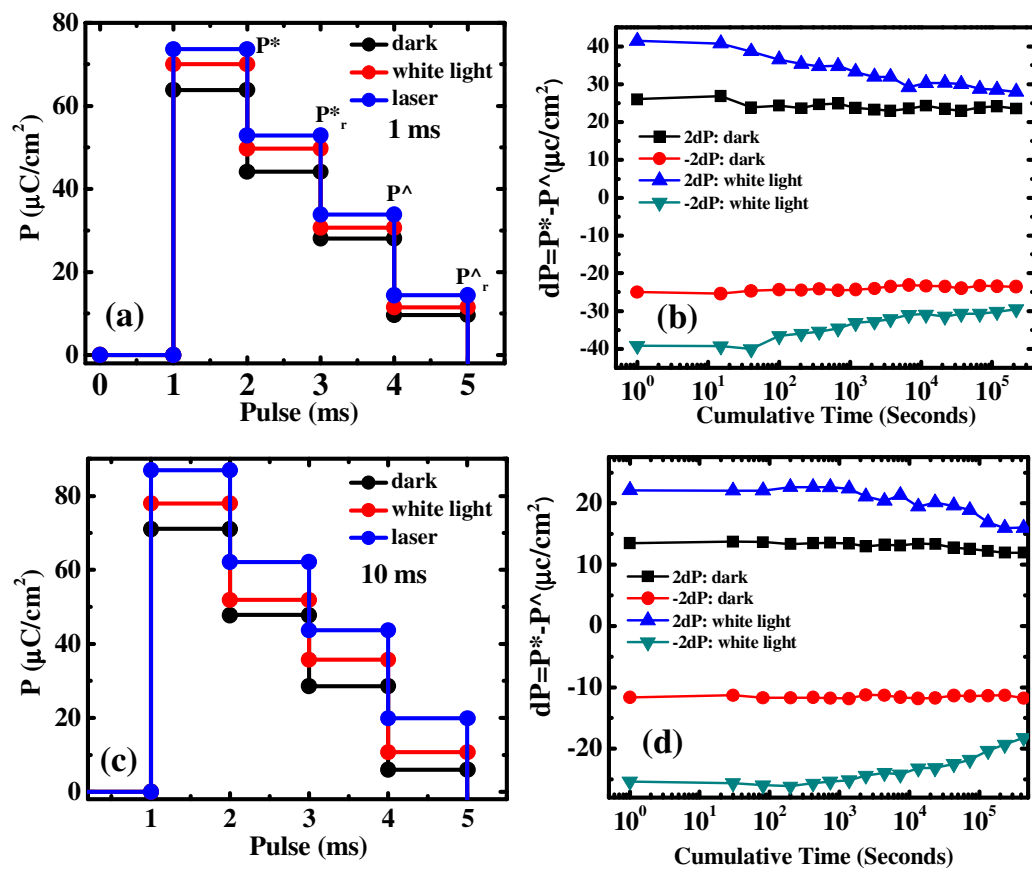 80
60
40
20
0
P (μC/cm²)
dark
white light
laser
1 ms
P*
P*r
P^
P^r
(a)
0 1 2 3 4 5
Pulse (ms)
40
30
20
10
0
-10
-20
-30
-40
dP=P*-P^(μc/cm²)
2dP: dark
-2dP: dark
2dP: white light
-2dP: white light
(b)
10⁰ 10¹ 10² 10³ 10⁴ 10⁵
Cumulative Time (Seconds)
80
60
40
20
0
P (μC/cm²)
dark
white light
laser
10 ms
(c)
1 2 3 4 5
Pulse (ms)
20
10
0
-10
-20
dP=P*-P^(μc/cm²)
2dP: dark
-2dP: dark
2dP: white light
-2dP: white light
(d)
10⁰ 10¹ 10² 10³ 10⁴ 10⁵
Cumulative Time (Seconds)